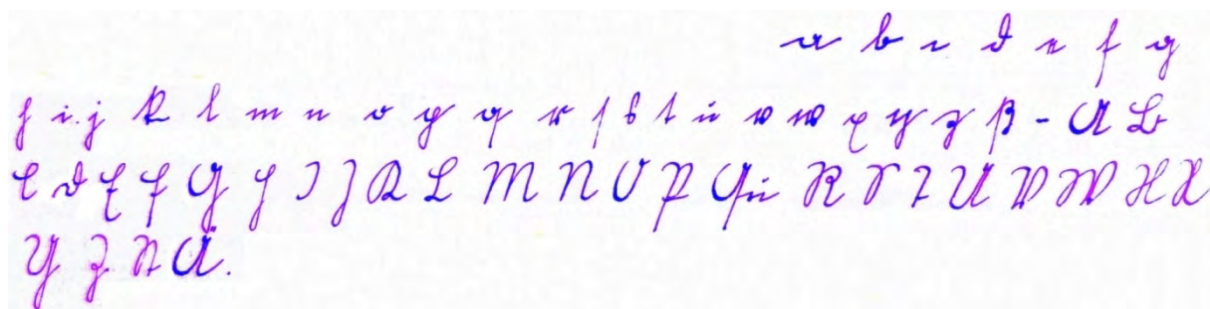 a b c d e f g
h i. j k l m n o p q r ſ s t u v w x y z ß - A B
C D E F G H I J K L M N O P Qu R S T U V W X X
Y Z Ä.